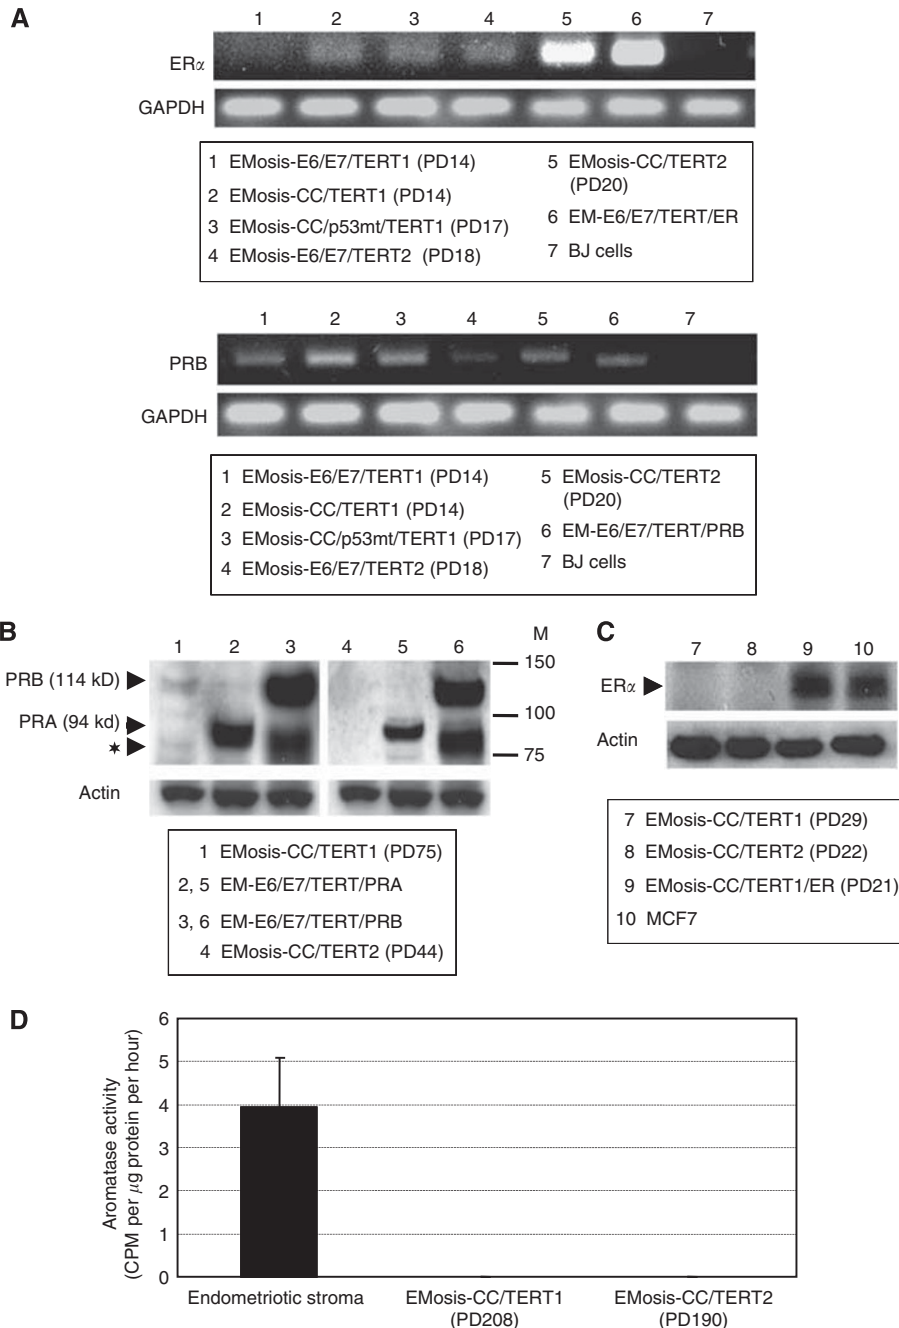 A
1 2 3 4 5 6 7
ERα
GAPDH
1 EMosis-E6/E7/TERT1 (PD14)
2 EMosis-CC/TERT1 (PD14)
3 EMosis-CC/p53mt/TERT1 (PD17)
4 EMosis-E6/E7/TERT2 (PD18)
5 EMosis-CC/TERT2
(PD20)
6 EM-E6/E7/TERT/ER
7 BJ cells
1 2 3 4 5 6 7
PRB
GAPDH
1 EMosis-E6/E7/TERT1 (PD14)
2 EMosis-CC/TERT1 (PD14)
3 EMosis-CC/p53mt/TERT1 (PD17)
4 EMosis-E6/E7/TERT2 (PD18)
5 EMosis-CC/TERT2
(PD20)
6 EM-E6/E7/TERT/PRB
7 BJ cells
B
1 2 3 4 5 6 M
PRB (114 kD)
PRA (94 kd)
✶
150
100
75
Actin
1 EMosis-CC/TERT1 (PD75)
2, 5 EM-E6/E7/TERT/PRA
3, 6 EM-E6/E7/TERT/PRB
4 EMosis-CC/TERT2 (PD44)
C
7 8 9 10
ERα
Actin
7 EMosis-CC/TERT1 (PD29)
8 EMosis-CC/TERT2 (PD22)
9 EMosis-CC/TERT1/ER (PD21)
10 MCF7
D
Aromatase activity
(CPM per μg protein per hour)
6
5
4
3
2
1
0
Endometriotic stroma
EMosis-CC/TERT1
(PD208)
EMosis-CC/TERT2
(PD190)